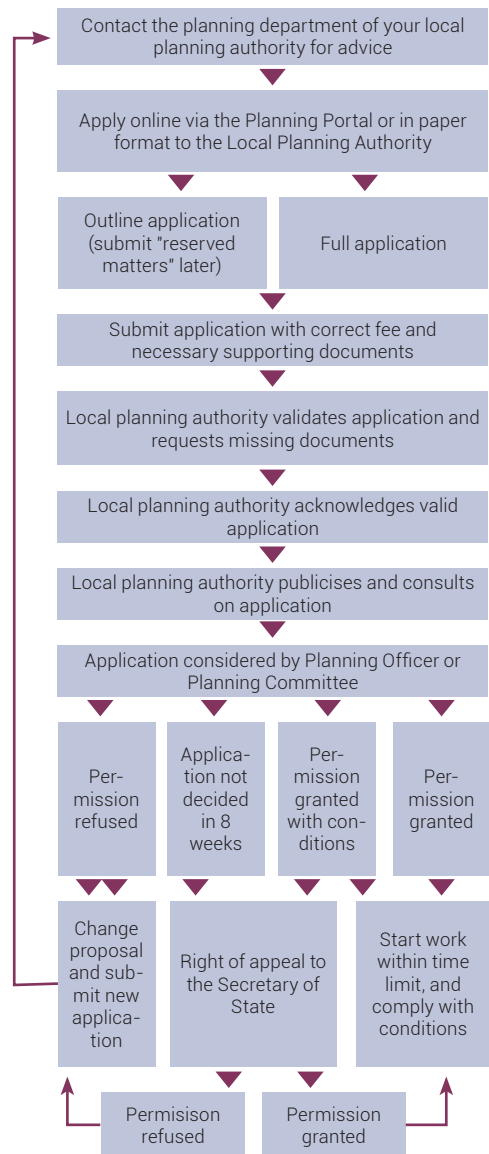 Contact the planning department of your local
planning authority for advice
Apply online via the Planning Portal or in paper
format to the Local Planning Authority
Outline application
(submit "reserved
matters" later)
Full application
Submit application with correct fee and
necessary supporting documents
Local planning authority validates application and
requests missing documents
Local planning authority acknowledges valid
application
Local planning authority publicises and consults
on application
Application considered by Planning Officer or
Planning Committee
Per-
mission
refused
Applica-
tion not
decided
in 8
weeks
Per-
mission
granted
with con-
ditions
Per-
mission
granted
Change
proposal
and sub-
mit new
applica-
tion
Right of appeal to
the Secretary of
State
Start work
within time
limit, and
comply with
conditions
Permisison
refused
Permission
granted